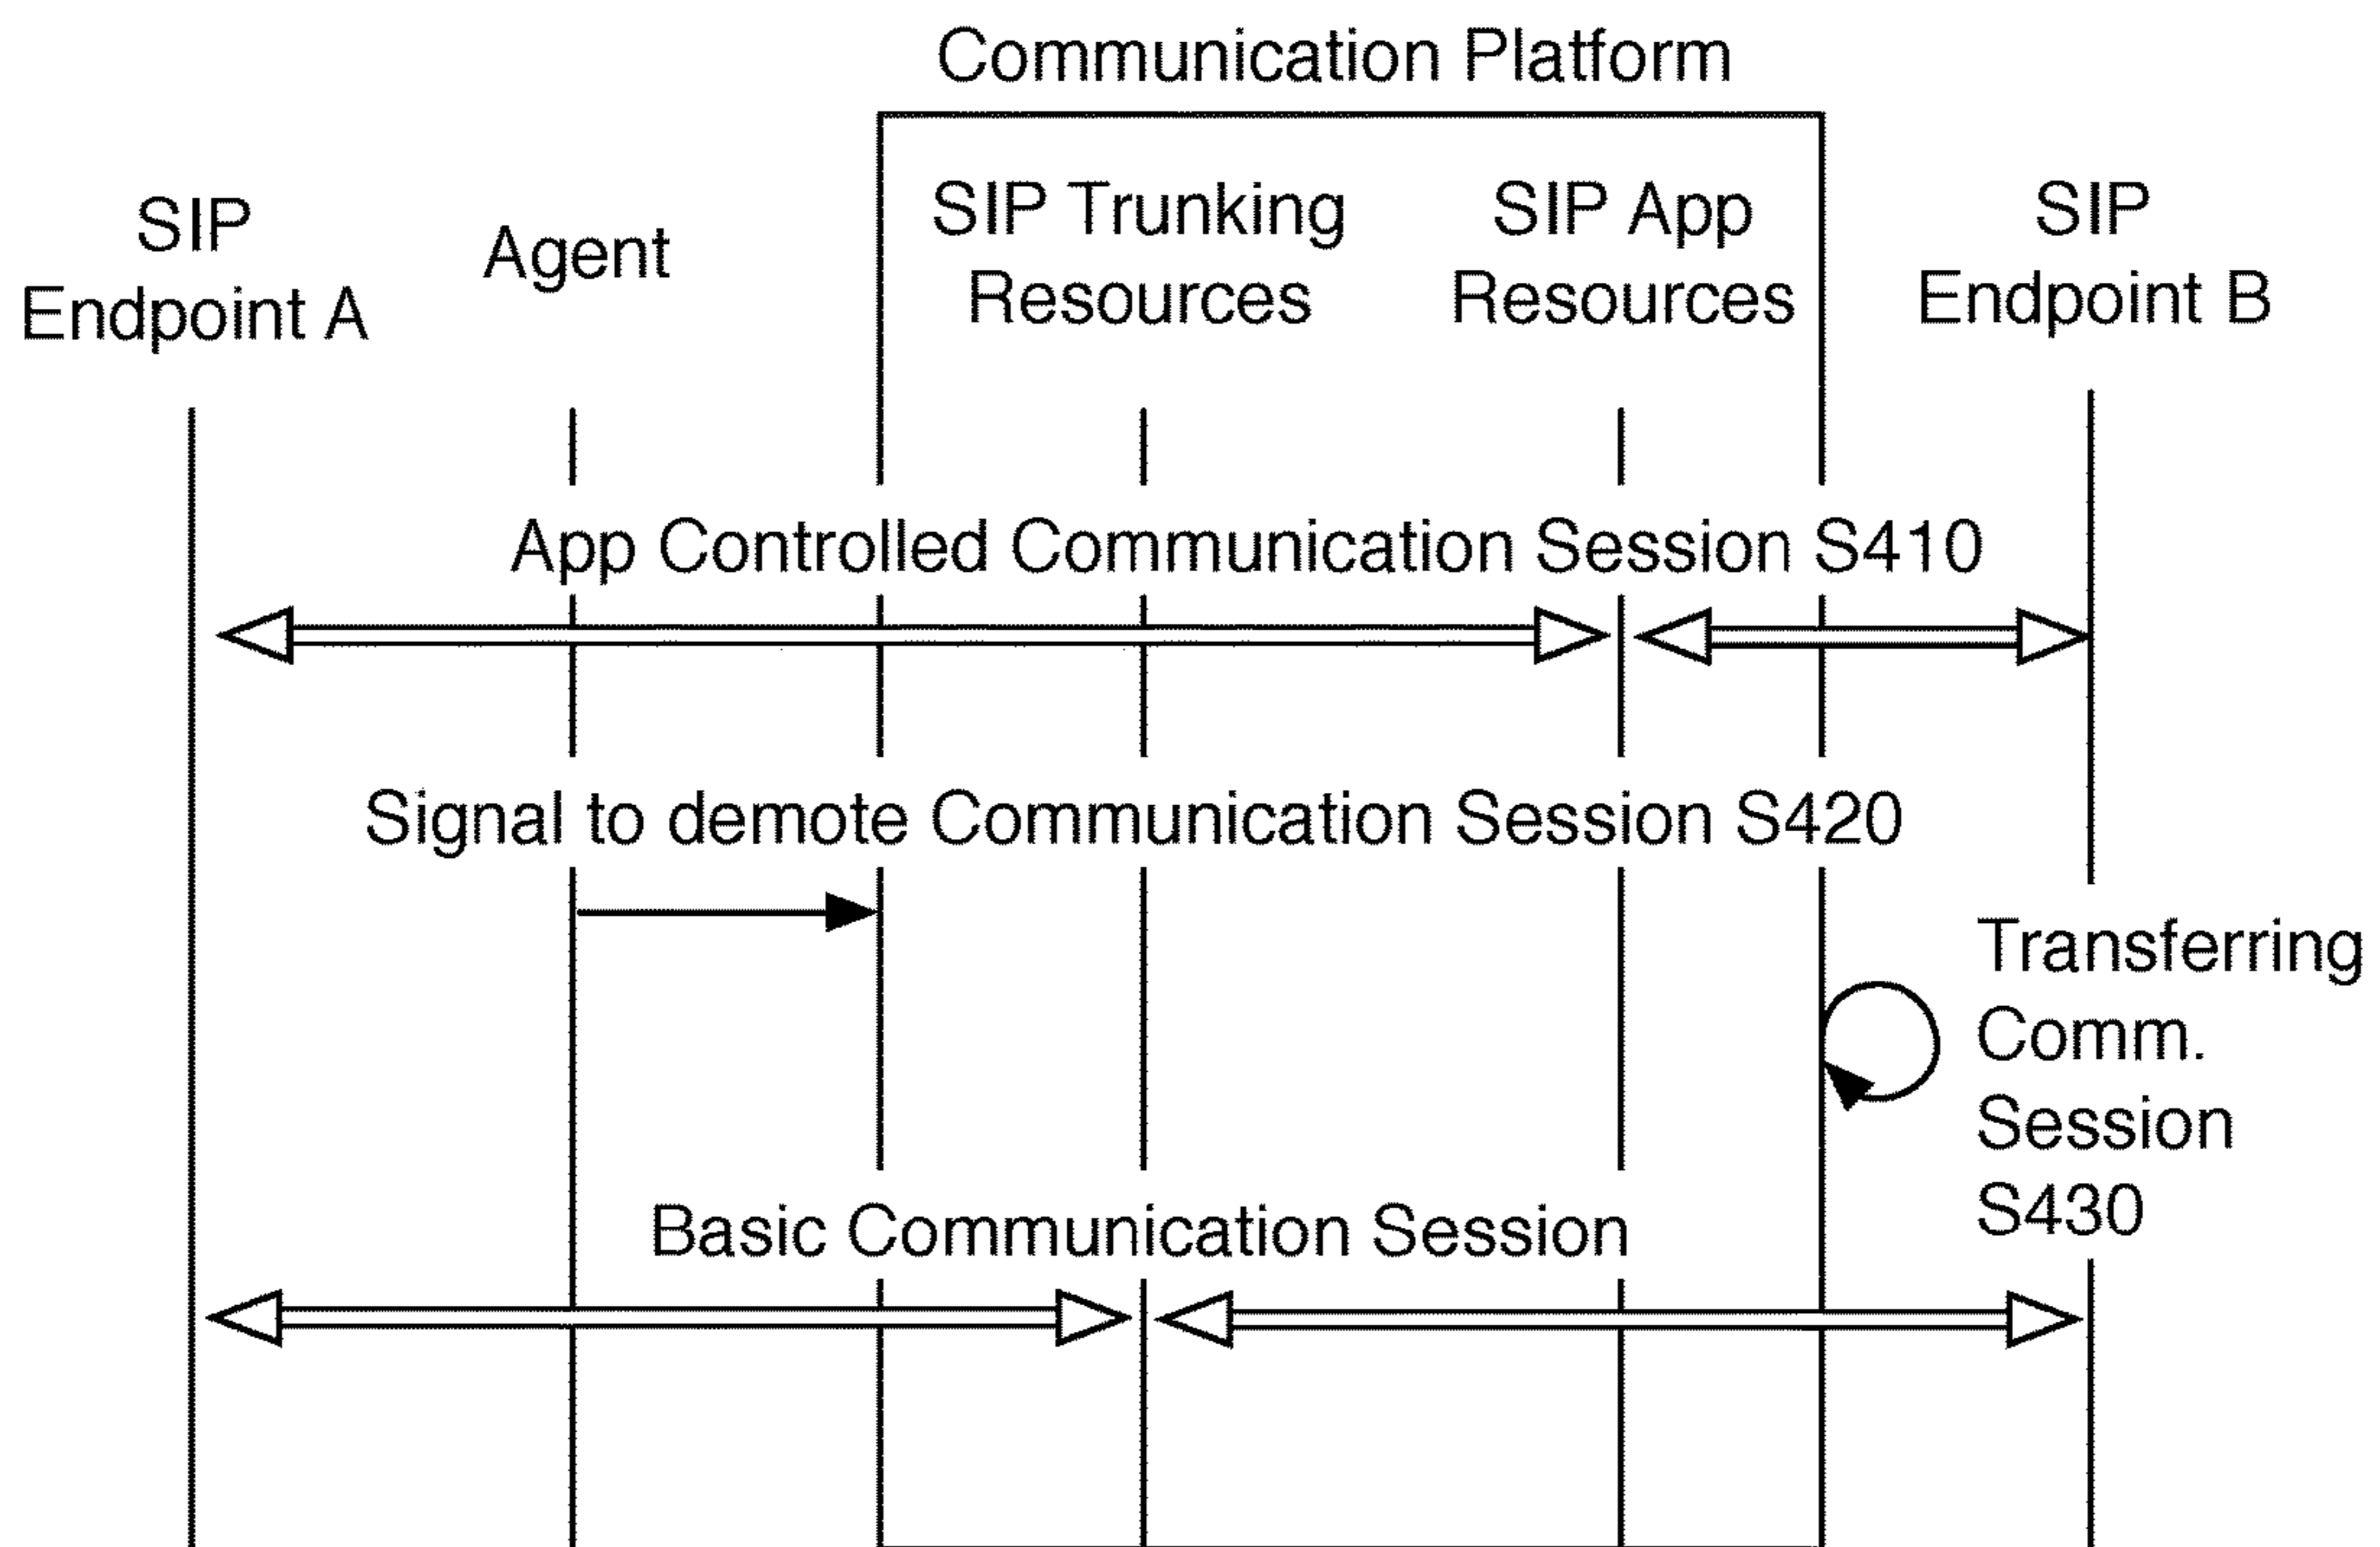 Communication Platform
SIP
Endpoint A
Agent
SIP Trunking
Resources
SIP App
Resources
SIP
Endpoint B
App Controlled Communication Session S410
Signal to demote Communication Session S420
Transferring
Comm.
Session
S430
Basic Communication Session